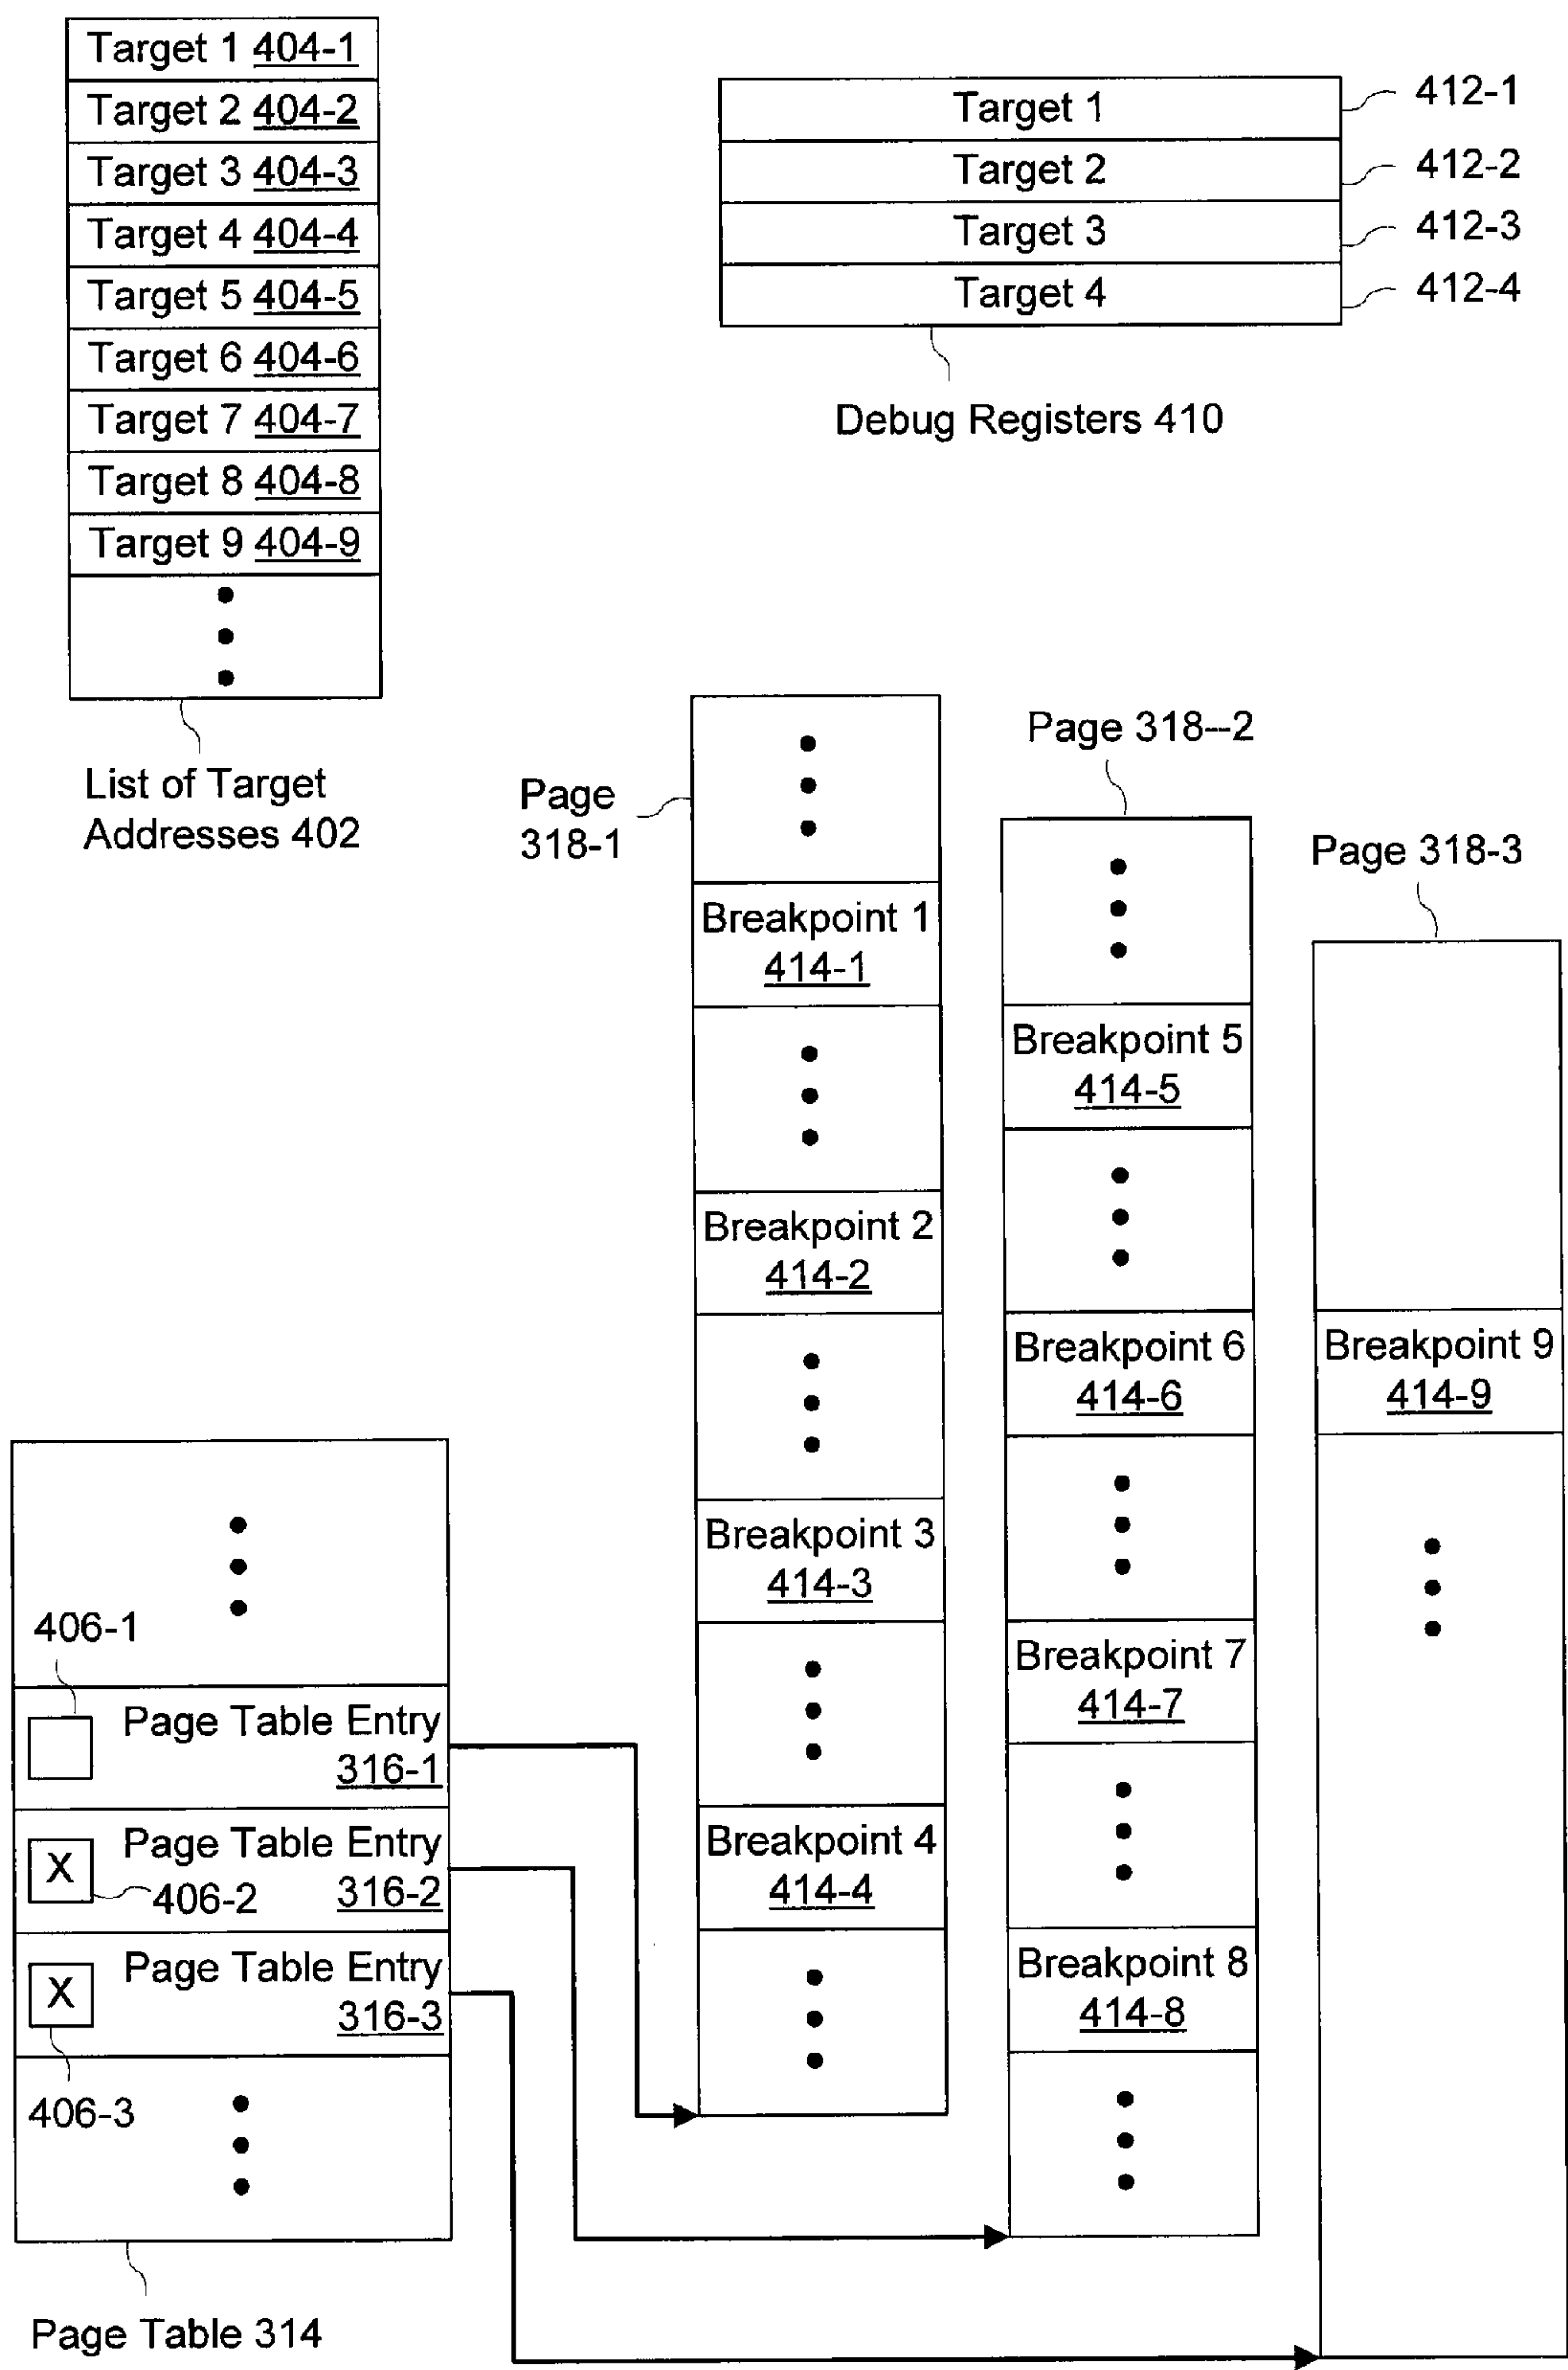 Target 1 404-1
Target 2 404-2
Target 3 404-3
Target 4 404-4
Target 5 404-5
Target 6 404-6
Target 7 404-7
Target 8 404-8
Target 9 404-9
List of Target
Addresses 402
Target 1
412-1
Target 2
412-2
Target 3
412-3
Target 4
412-4
Debug Registers 410
Page
318-1
Breakpoint 1
414-1
Breakpoint 2
414-2
Breakpoint 3
414-3
Breakpoint 4
414-4
Page 318--2
Breakpoint 5
414-5
Breakpoint 6
414-6
Breakpoint 7
414-7
Breakpoint 8
414-8
Page 318-3
Breakpoint 9
414-9
406-1
Page Table Entry
316-1
X
Page Table Entry
406-2
316-2
X
Page Table Entry
316-3
406-3
Page Table 314